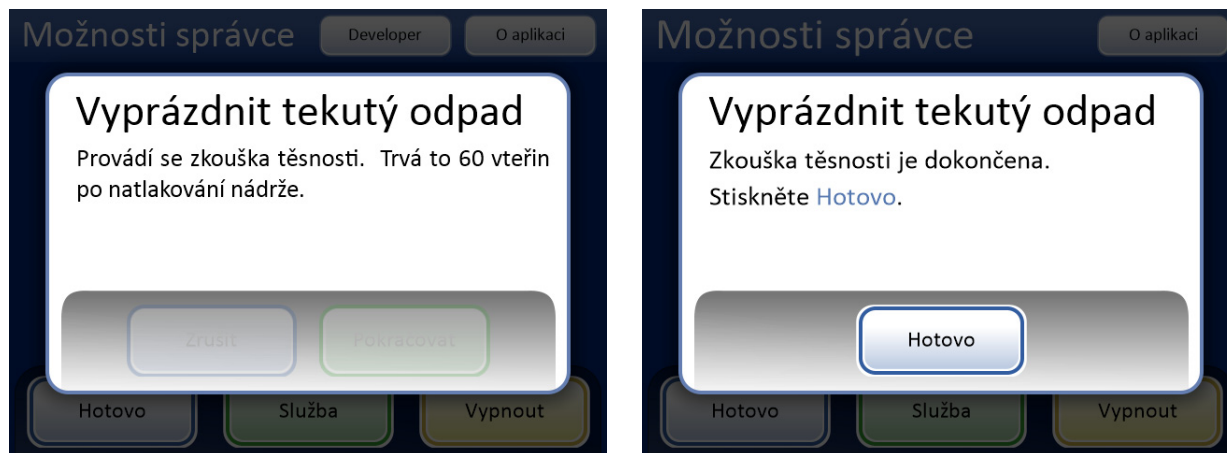 Možnosti správce
Developer
O aplikaci
Vyprázdnit tekutý odpad
Provádí se zkouška těsnosti. Trvá to 60 vteřin
po natlakování nádrže.
Zrušit
Pokračovat
Hotovo
Služba
Vypnout
Možnosti správce
O aplikaci
Vyprázdnit tekutý odpad
Zkouška těsnosti je dokončena.
Stiskněte Hotovo.
Hotovo
Hotovo
Služba
Vypnout